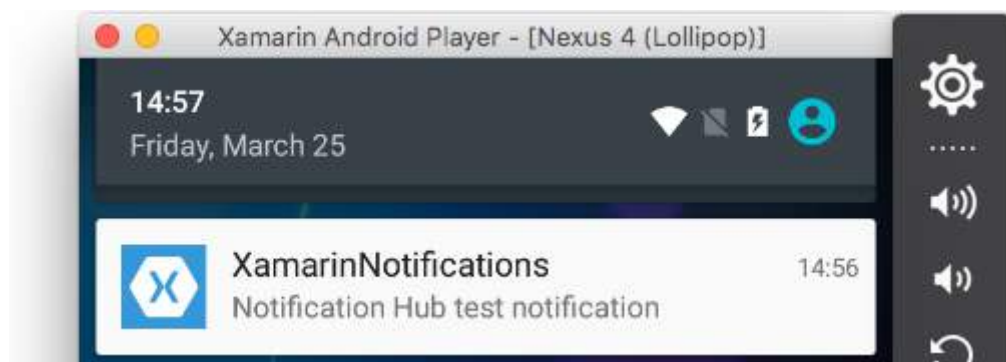 Xamarin Android Player - [Nexus 4 (Lollipop)]
14:57
Friday, March 25
XamarinNotifications
14:56
Notification Hub test notification